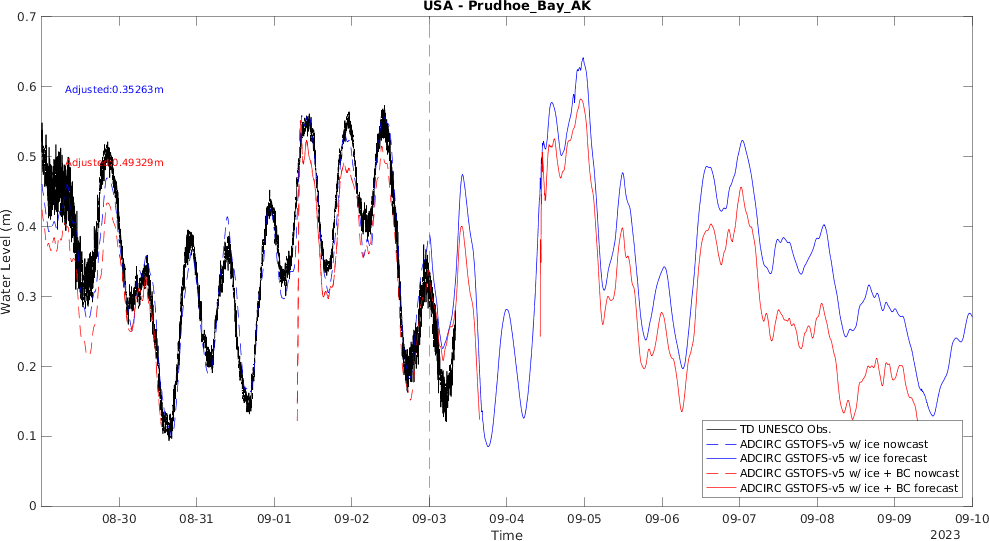 USA - Prudhoe_Bay_AK
0.7
0.6
0.5
0.4
0.3
0.2
0.1
0
Water Level (m)
Adjusted:0.35263m
Adjusted:0.49329m
TD UNESCO Obs.
ADCIRC GSTOFS-v5 w/ ice nowcast
ADCIRC GSTOFS-v5 w/ ice forecast
ADCIRC GSTOFS-v5 w/ ice + BC nowcast
ADCIRC GSTOFS-v5 w/ ice + BC forecast
08-30 08-31 09-01 09-02 09-03 09-04 09-05 09-06 09-07 09-08 09-09 09-10
Time
2023